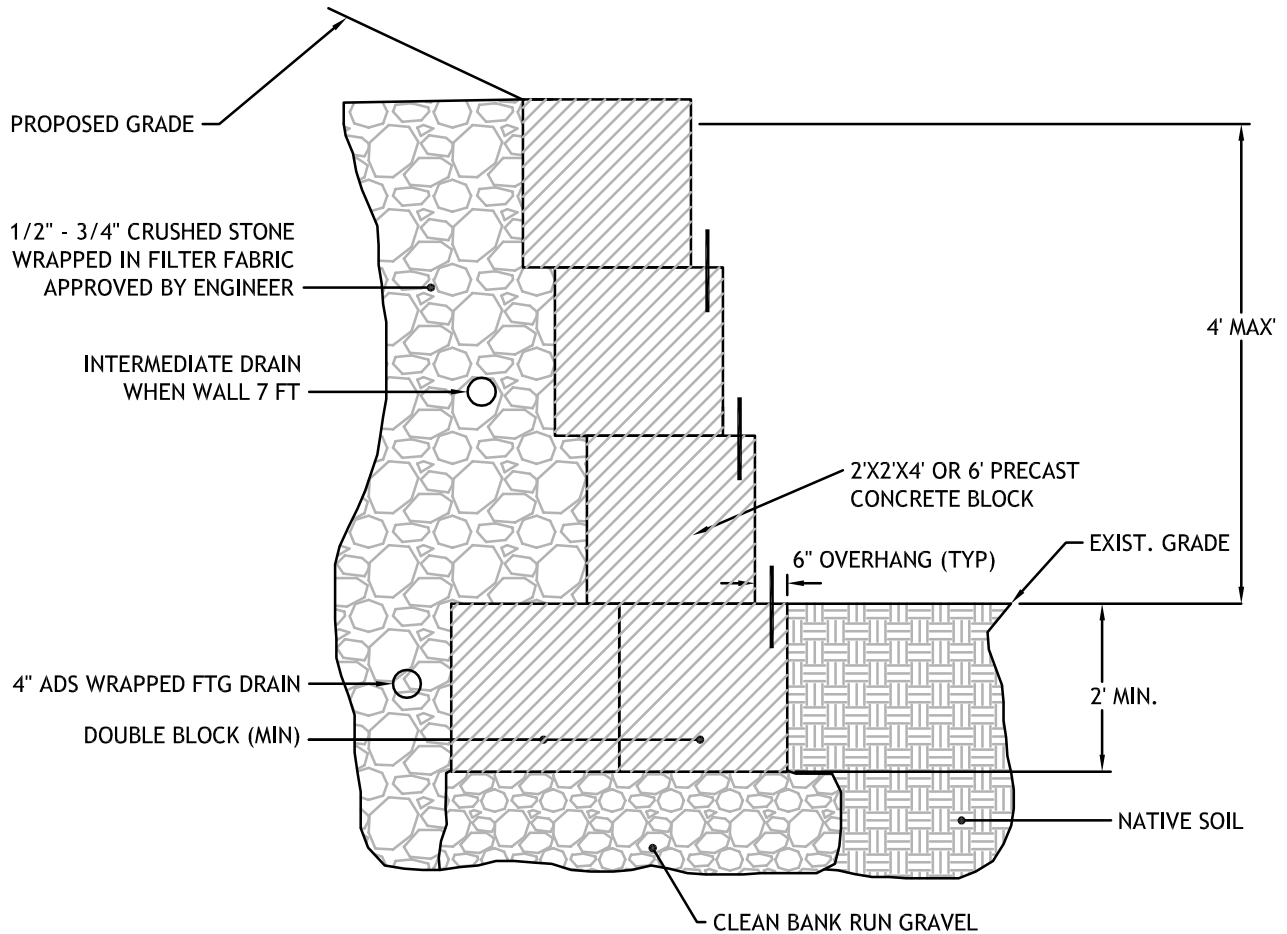 PROPOSED GRADE
1/2" - 3/4" CRUSHED STONE
WRAPPED IN FILTER FABRIC
APPROVED BY ENGINEER
INTERMEDIATE DRAIN
WHEN WALL 7 FT
4' MAX'
2'X2'X4' OR 6' PRECAST
CONCRETE BLOCK
6" OVERHANG (TYP)
EXIST. GRADE
4" ADS WRAPPED FTG DRAIN
2' MIN.
DOUBLE BLOCK (MIN)
NATIVE SOIL
CLEAN BANK RUN GRAVEL